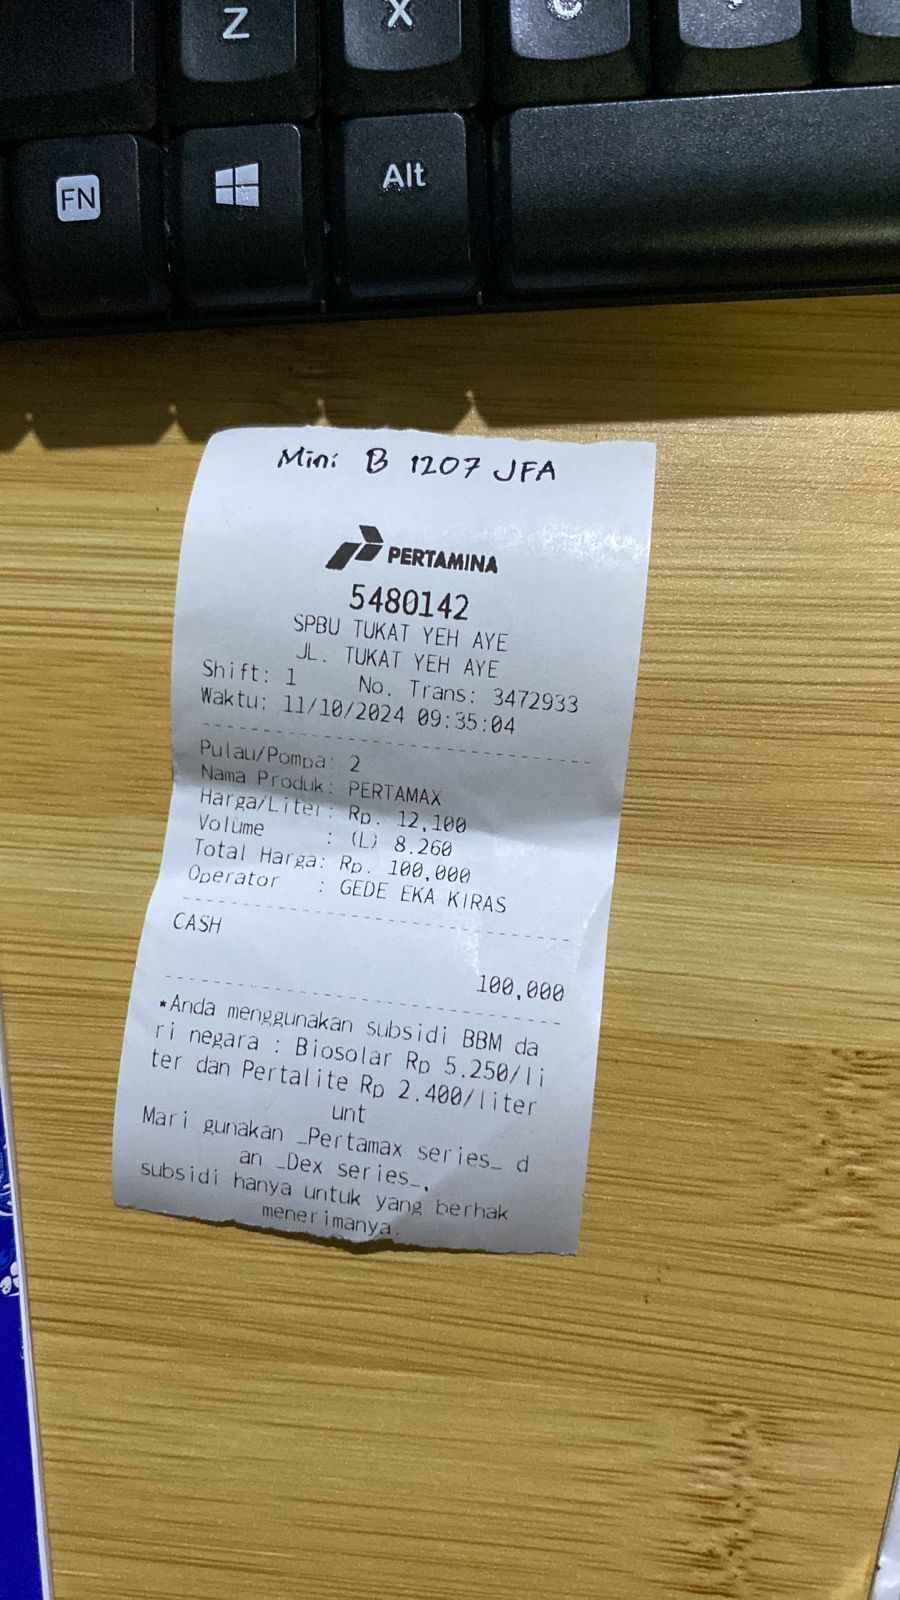 Z X
FN Alt
Mini B 1207 JFA
PERTAMINA
5480142
SPBU TUKAT YEH AYE
JL. TUKAT YEH AYE
Shift: 1 No. Trans: 3472933
Waktu: 11/10/2024 09:35:04
Pulau/Pompa: 2
Nama Produk: PERTAMAX
Harga/Liter: Rp. 12,100
Volume : (L) 8.260
Total Harga: Rp. 100,000
Operator : GEDE EKA KIRAS
CASH
100,000
*Anda menggunakan subsidi BBM da
ri negara : Biosolar Rp 5.250/li
ter dan Pertalite Rp 2.400/liter
unt
Mari gunakan _Pertamax series_ d
an _Dex series_,
subsidi hanya untuk yang berhak
menerimanya.